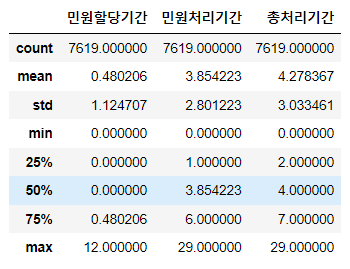 민원할당기간 민원처리기간 총처리기간
count 7619.000000 7619.000000 7619.000000
mean 0.480206 3.854223 4.278367
std 1.124707 2.801223 3.033461
min 0.000000 0.000000 0.000000
25% 0.000000 1.000000 2.000000
50% 0.000000 3.854223 4.000000
75% 0.480206 6.000000 7.000000
max 12.000000 29.000000 29.000000